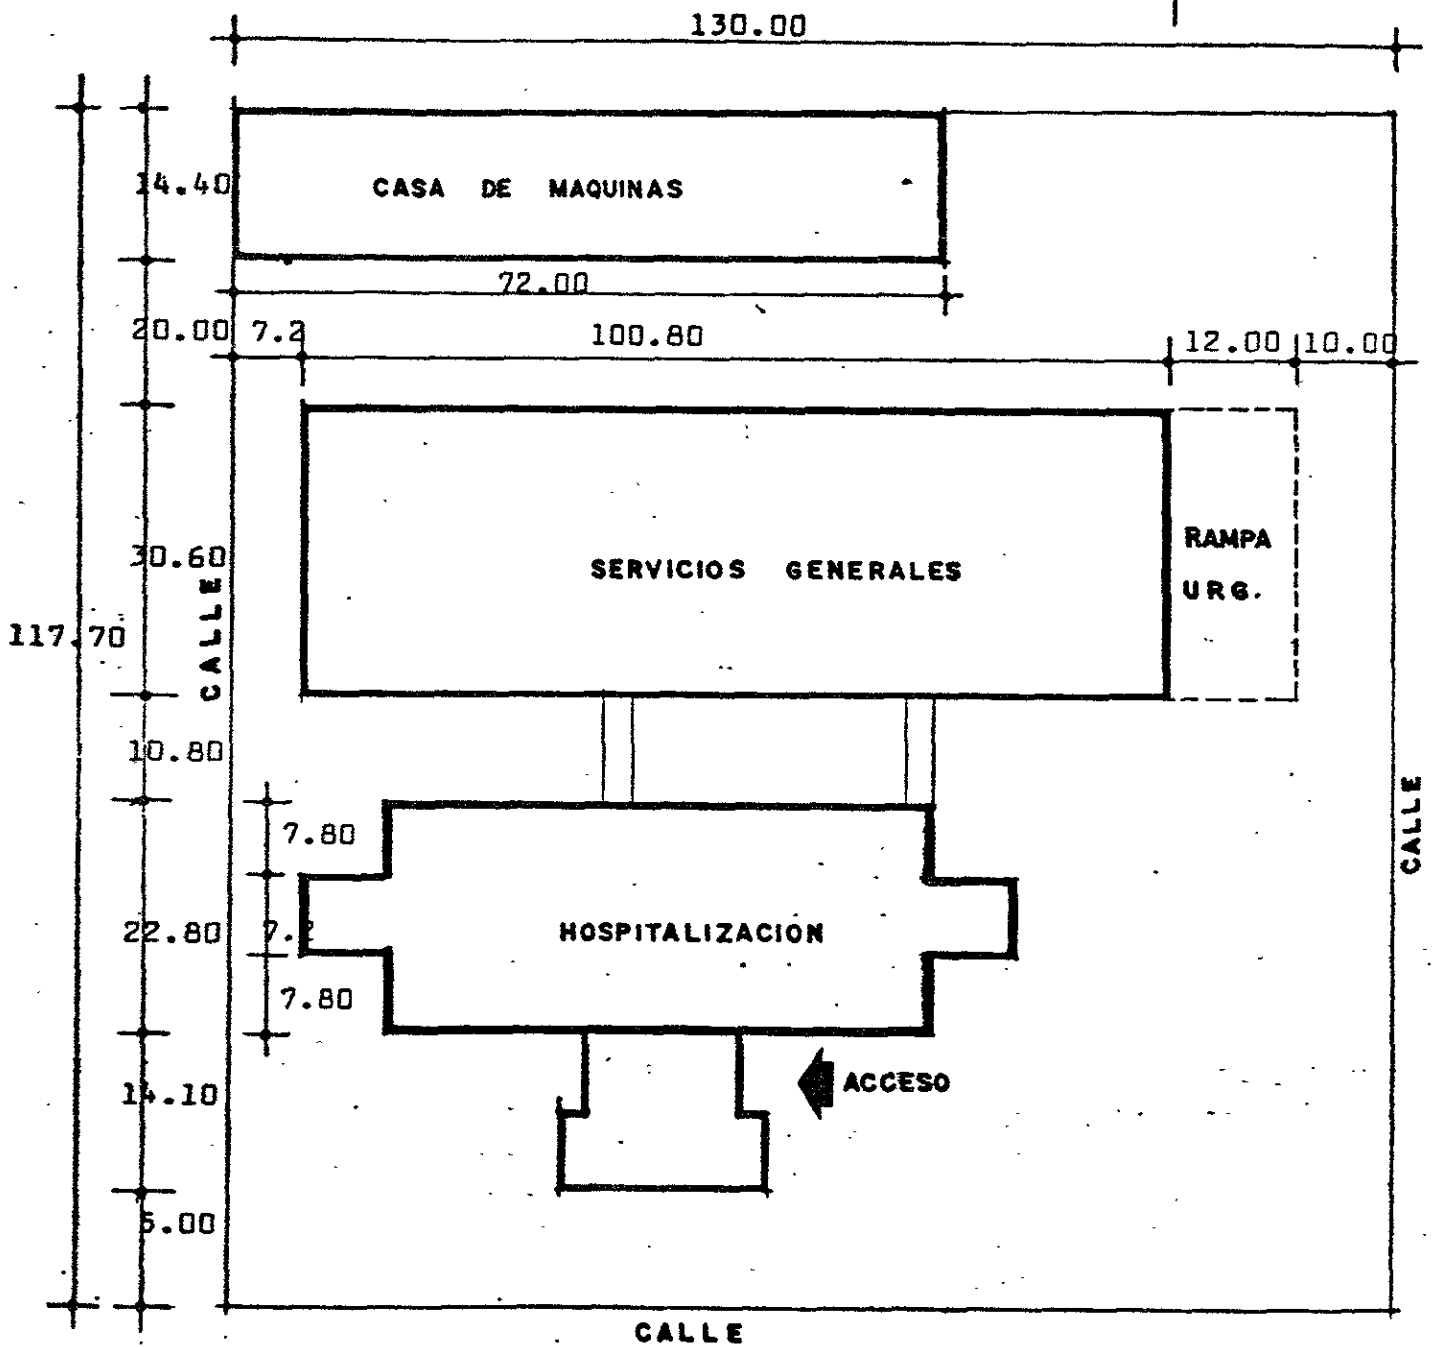 130.00
14.40
CASA DE MAQUINAS
72.00
20.00 7.2 100.80 12.00 10.00
30.60
SERVICIOS GENERALES
RAMPA
URG.
117.70
CALLE
10.80
7.80
CALLE
22.80 7.2 HOSPITALIZACION
7.80
14.10
ACCESO
5.00
CALLE